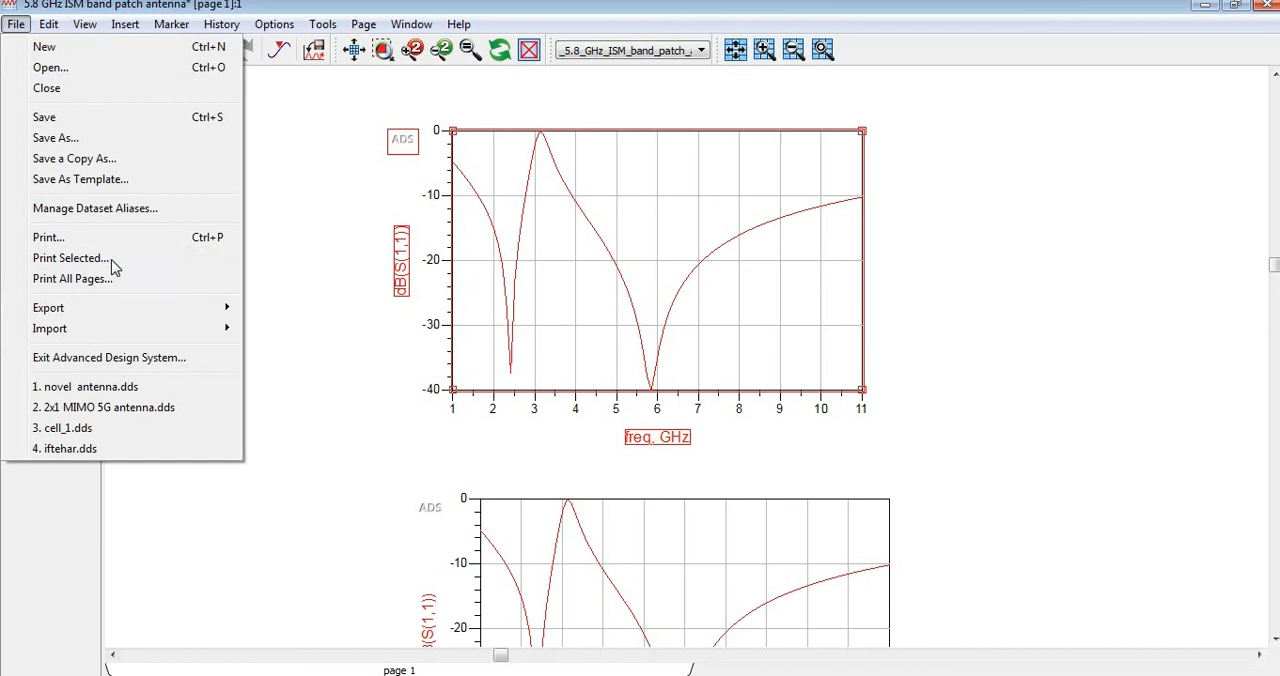 5.8 GHz ISM band patch antenna* [page 1]:1
File Edit View Insert Marker History Options Tools Page Window Help
New Ctrl+N
Open... Ctrl+O
Close
Save Ctrl+S
Save As...
Save a Copy As...
Save As Template...
Manage Dataset Aliases...
Print... Ctrl+P
Print Selected...
Print All Pages...
Export
Import
Exit Advanced Design System...
1. novel antenna.dds
2. 2x1 MIMO 5G antenna.dds
3. cell_1.dds
4. iftehar.dds
_5.8_GHz_ISM_band_patch_
ADS
0
-10
-20
-30
-40
dB(S(1,1))
1 2 3 4 5 6 7 8 9 10 11
freq, GHz
ADS
0
-10
-20
B(S(1,1))
page 1